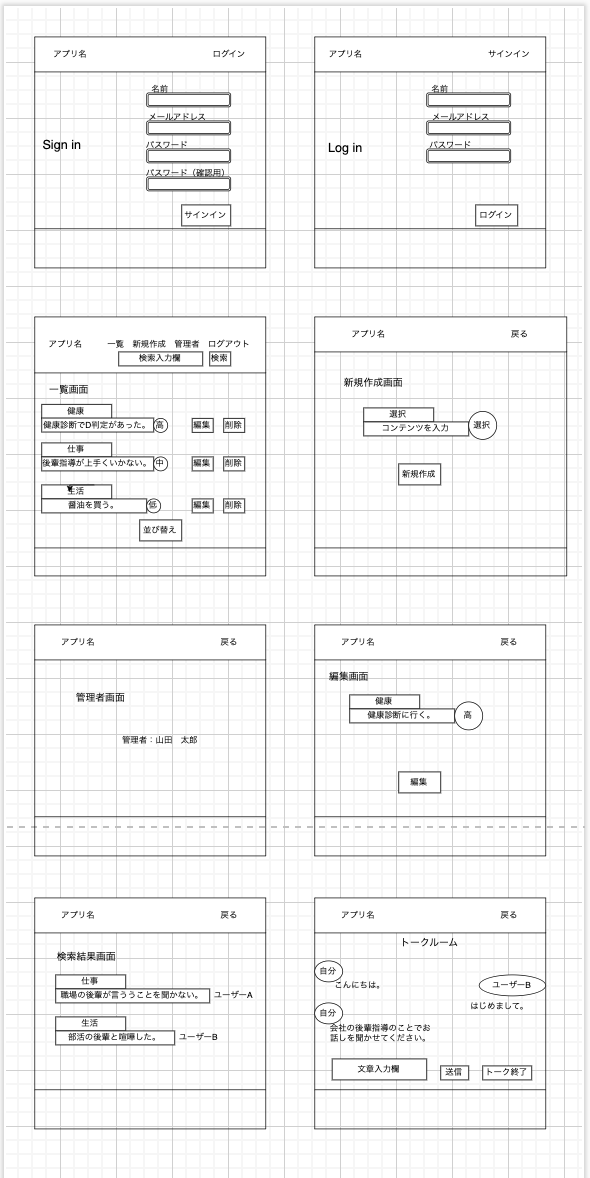 アプリ名 ログイン
名前
メールアドレス
Sign in
パスワード
パスワード（確認用）
サインイン
アプリ名 サインイン
名前
メールアドレス
Log in
パスワード
ログイン
アプリ名 一覧 新規作成 管理者 ログアウト
検索入力欄 検索
一覧画面
健康
健康診断でD判定があった。 高 編集 削除
仕事
後輩指導が上手くいかない。 中 編集 削除
生活
醤油を買う。 低 編集 削除
並び替え
アプリ名 戻る
新規作成画面
選択
コンテンツを入力 選択
新規作成
アプリ名 戻る
管理者画面
管理者：山田　太郎
アプリ名 戻る
編集画面
健康
健康診断に行く。 高
編集
アプリ名 戻る
検索結果画面
仕事
職場の後輩が言ううことを聞かない。 ユーザーA
生活
部活の後輩と喧嘩した。 ユーザーB
アプリ名 戻る
トークルーム
自分
こんにちは。
ユーザーB
はじめまして。
自分
会社の後輩指導のことでお
話しを聞かせてください。
文章入力欄 送信 トーク終了